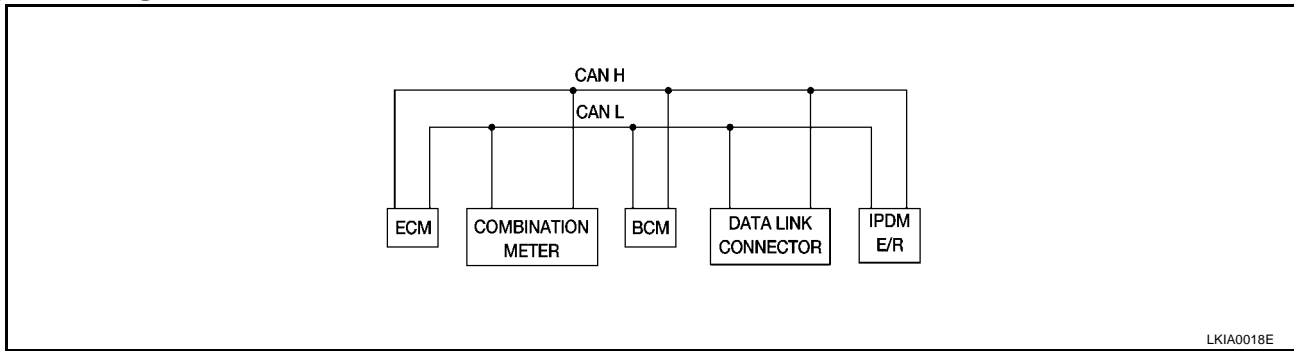 CAN H
CAN L
ECM
COMBINATION
METER
BCM
DATA LINK
CONNECTOR
IPDM
E/R
LKIA0018E